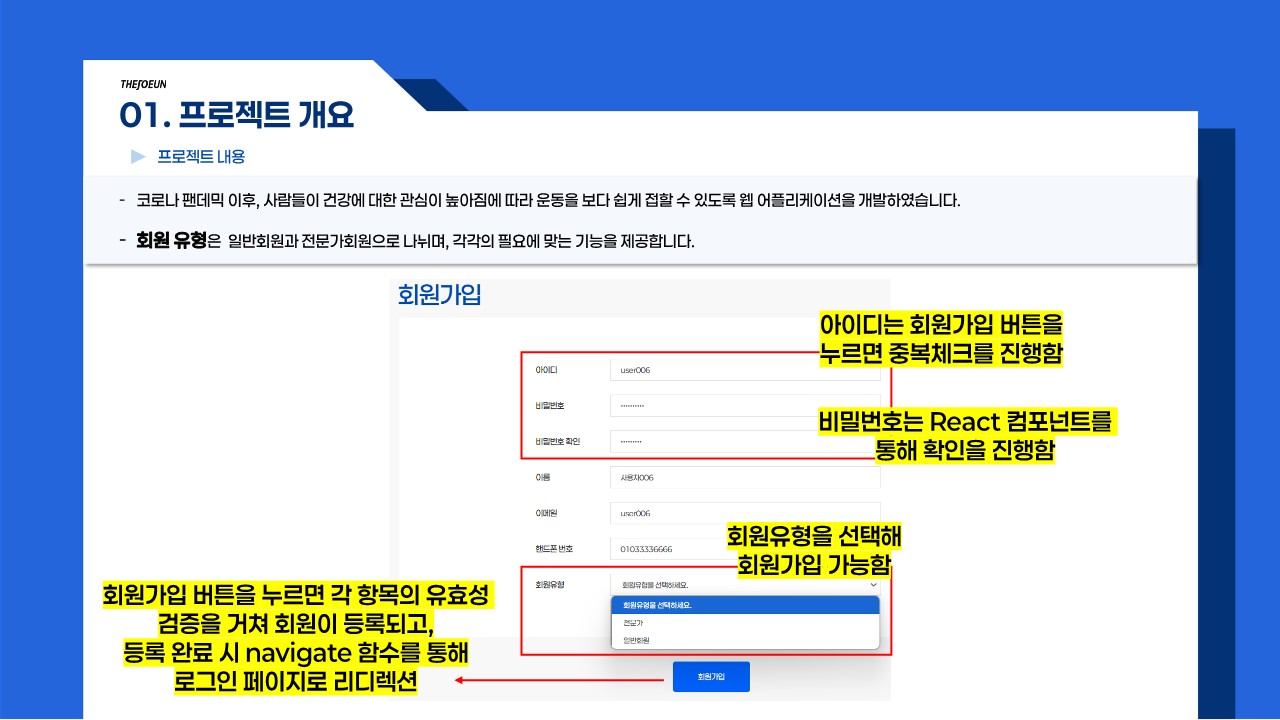 THEJOEUN
01. 프로젝트 개요
프로젝트 내용
- 코로나 팬데믹 이후, 사람들이 건강에 대한 관심이 높아짐에 따라 운동을 보다 쉽게 접할 수 있도록 웹 어플리케이션을 개발하였습니다.
- 회원 유형은 일반회원과 전문가회원으로 나뉘며, 각각의 필요에 맞는 기능을 제공합니다.
회원가입
아이디는 회원가입 버튼을
누르면 중복체크를 진행함
아이디 user006
비밀번호 ••••••••••
비밀번호는 React 컴포넌트를
통해 확인을 진행함
비밀번호 확인 •••••••••
이름 사용자006
이메일 user006
핸드폰 번호 01033336666
회원유형을 선택해
회원가입 가능함
회원유형 회원유형을 선택하세요.
회원유형을 선택하세요.
전문가
일반회원
회원가입 버튼을 누르면 각 항목의 유효성
검증을 거쳐 회원이 등록되고,
등록 완료 시 navigate 함수를 통해
로그인 페이지로 리디렉션
회원가입